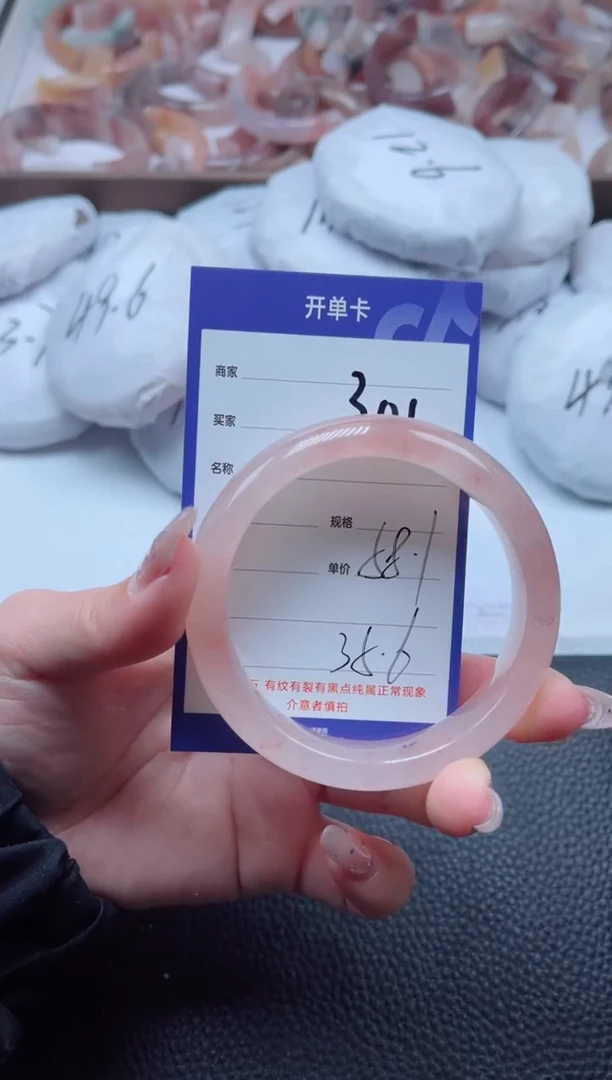 12.6
49.6
开单卡
商家 301
买家
名称
规格
单价 58.1
38.6
有纹有裂有黑点纯属正常现象
介意者慎拍